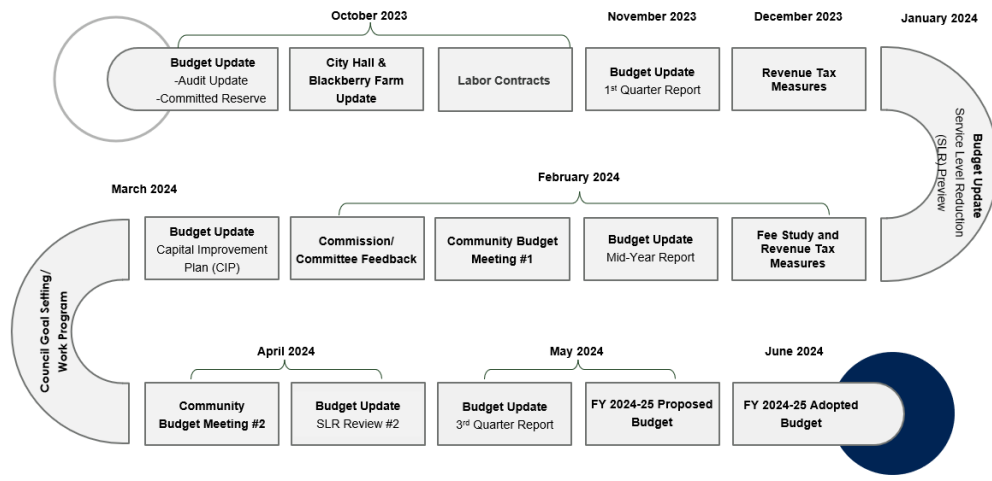 October 2023
November 2023
December 2023
January 2024
Budget Update
-Audit Update
-Committed Reserve
City Hall &
Blackberry Farm
Update
Labor Contracts
Budget Update
1st Quarter Report
Revenue Tax
Measures
Budget Update
Service Level Reduction
(SLR) Preview
February 2024
March 2024
Fee Study and
Revenue Tax
Measures
Budget Update
Mid-Year Report
Community Budget
Meeting #1
Commission/
Committee Feedback
Budget Update
Capital Improvement
Plan (CIP)
Council Goal Setting/
Work Program
April 2024
May 2024
June 2024
Community
Budget Meeting #2
Budget Update
SLR Review #2
Budget Update
3rd Quarter Report
FY 2024-25 Proposed
Budget
FY 2024-25 Adopted
Budget